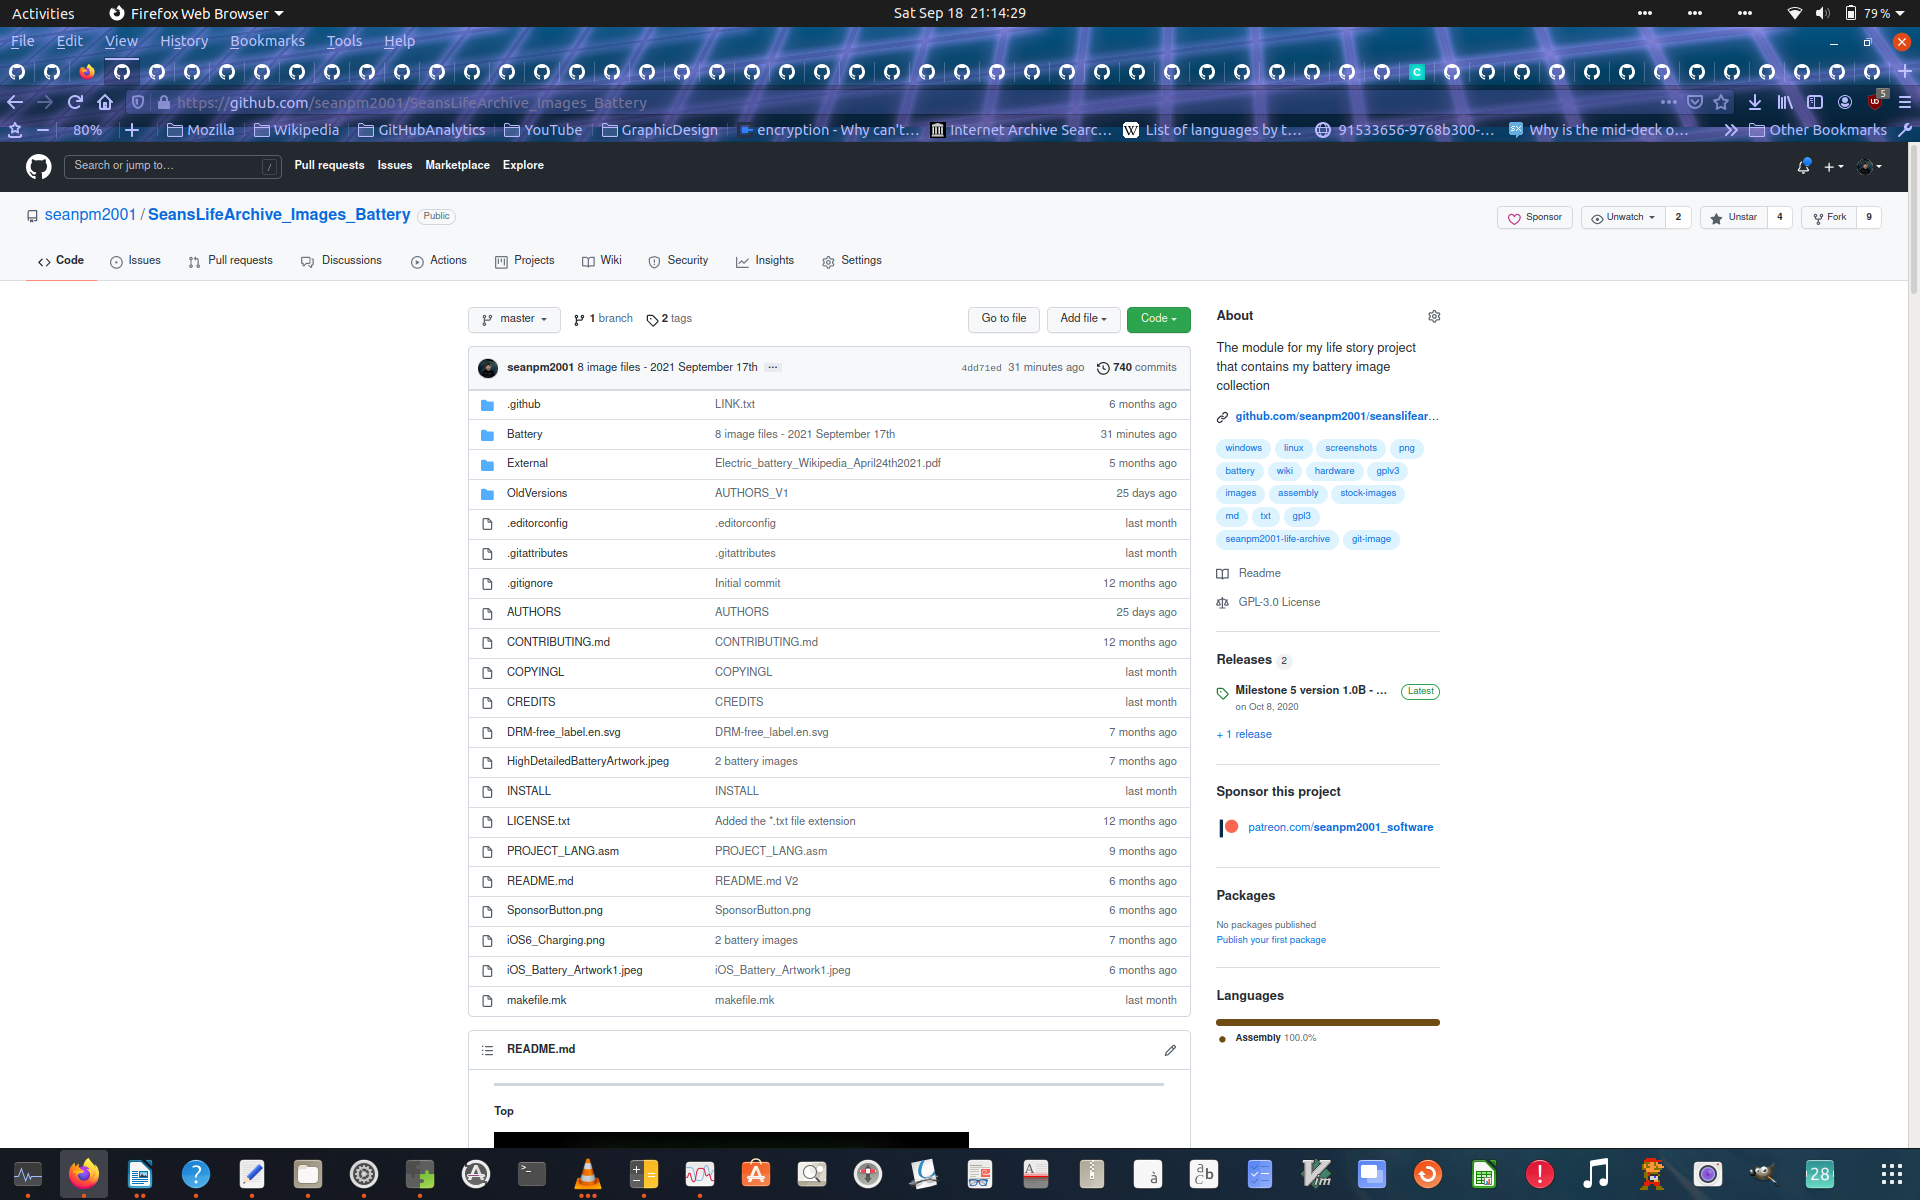 Activities Firefox Web Browser Sat Sep 18 21:14:29 79 %
File Edit View History Bookmarks Tools Help
https://github.com/seanpm2001/SeansLifeArchive_Images_Battery 5
80% Mozilla Wikipedia GitHubAnalytics YouTube GraphicDesign encryption - Why can't… Internet Archive Searc… List of languages by t… 91533656-9768b300-… Why is the mid-deck o… Other Bookmarks
Search or jump to… / Pull requests Issues Marketplace Explore
seanpm2001 / SeansLifeArchive_Images_Battery Public Sponsor Unwatch 2 Unstar 4 Fork 9
Code Issues Pull requests Discussions Actions Projects Wiki Security Insights Settings
master 1 branch 2 tags Go to file Add file Code
seanpm2001 8 image files - 2021 September 17th ... 4dd71ed 31 minutes ago 740 commits
.github LINK.txt 6 months ago
Battery 8 image files - 2021 September 17th 31 minutes ago
External Electric_battery_Wikipedia_April24th2021.pdf 5 months ago
OldVersions AUTHORS_V1 25 days ago
.editorconfig .editorconfig last month
.gitattributes .gitattributes last month
.gitignore Initial commit 12 months ago
AUTHORS AUTHORS 25 days ago
CONTRIBUTING.md CONTRIBUTING.md 12 months ago
COPYINGL COPYINGL last month
CREDITS CREDITS last month
DRM-free_label.en.svg DRM-free_label.en.svg 7 months ago
HighDetailedBatteryArtwork.jpeg 2 battery images 7 months ago
INSTALL INSTALL last month
LICENSE.txt Added the *.txt file extension 12 months ago
PROJECT_LANG.asm PROJECT_LANG.asm 9 months ago
README.md README.md V2 6 months ago
SponsorButton.png SponsorButton.png 6 months ago
iOS6_Charging.png 2 battery images 7 months ago
iOS_Battery_Artwork1.jpeg iOS_Battery_Artwork1.jpeg 6 months ago
makefile.mk makefile.mk last month
README.md
Top
About
The module for my life story project
that contains my battery image
collection
github.com/seanpm2001/seanslifear…
windows linux screenshots png
battery wiki hardware gplv3
images assembly stock-images
md txt gpl3
seanpm2001-life-archive git-image
Readme
GPL-3.0 License
Releases 2
Milestone 5 version 1.0B - … Latest
on Oct 8, 2020
+ 1 release
Sponsor this project
patreon.com/seanpm2001_software
Packages
No packages published
Publish your first package
Languages
Assembly 100.0%
28